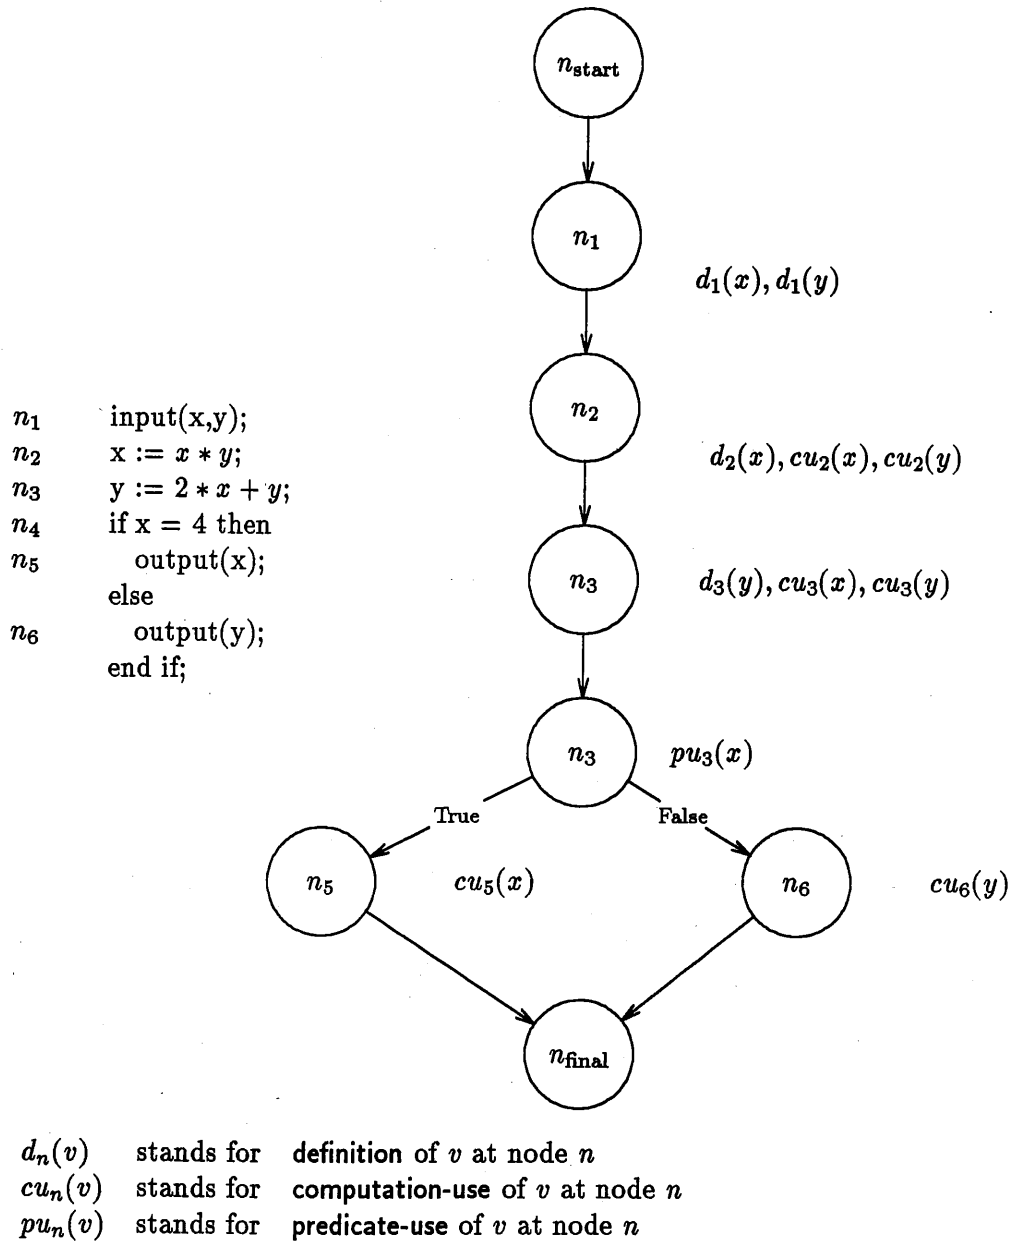 n_start
n_1
d_1(x), d_1(y)
n_2
d_2(x), cu_2(x), cu_2(y)
n_1 input(x,y);
n_2 x := x * y;
n_3 y := 2 * x + y;
n_4 if x = 4 then
n_5 output(x);
else
n_6 output(y);
end if;
n_3
d_3(y), cu_3(x), cu_3(y)
n_3
pu_3(x)
True
False
n_5
cu_5(x)
n_6
cu_6(y)
n_final
d_n(v) stands for definition of v at node n
cu_n(v) stands for computation-use of v at node n
pu_n(v) stands for predicate-use of v at node n